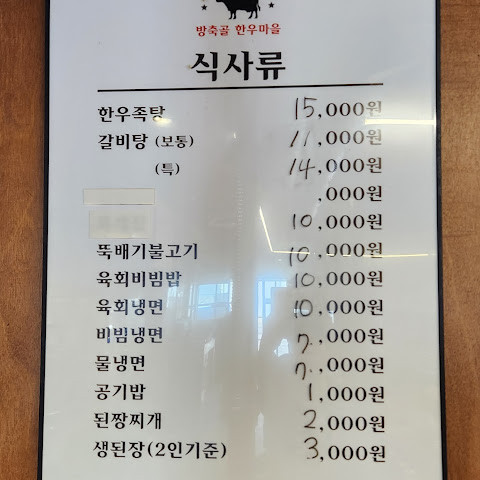 방축골 한우마을
식사류
한우족탕 15,000원
갈비탕 (보통) 11,000원
(특) 14,000원
,000원
10,000원
뚝배기불고기 10,000원
육회비빔밥 10,000원
육회냉면 10,000원
비빔냉면 7,000원
물냉면 7,000원
공기밥 1,000원
된짱찌개 2,000원
생된장(2인기준) 3,000원